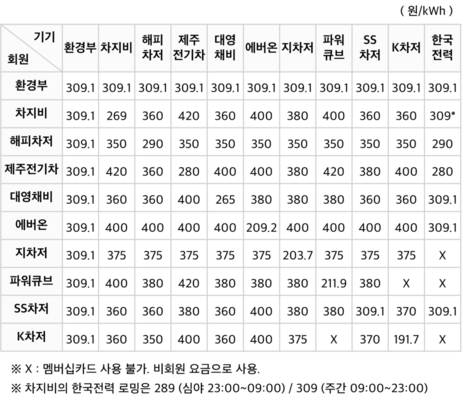 ( 원/kWh )
기기
회원
환경부 차지비 해피차저 제주전기차 대영채비 에버온 지차저 파워큐브 SS차저 K차저 한국전력
환경부 309.1 309.1 309.1 309.1 309.1 309.1 309.1 309.1 309.1 309.1 309.1
차지비 309.1 269 360 420 360 400 380 400 360 360 309*
해피차저 309.1 350 290 350 350 350 350 350 350 350 290
제주전기차 309.1 420 360 280 400 400 380 420 380 400 280
대영채비 309.1 360 360 400 265 380 380 380 360 360 309.1
에버온 309.1 400 400 400 400 209.2 400 400 400 400 309.1
지차저 309.1 375 375 375 375 375 203.7 375 375 375 X
파워큐브 309.1 400 380 420 380 380 380 211.9 380 X X
SS차저 309.1 360 360 380 360 400 380 380 309.1 370 309.1
K차저 309.1 360 350 400 360 400 375 X 370 191.7 X
※ X : 멤버십카드 사용 불가. 비회원 요금으로 사용.
※ 차지비의 한국전력 로밍은 289 (심야 23:00~09:00) / 309 (주간 09:00~23:00)